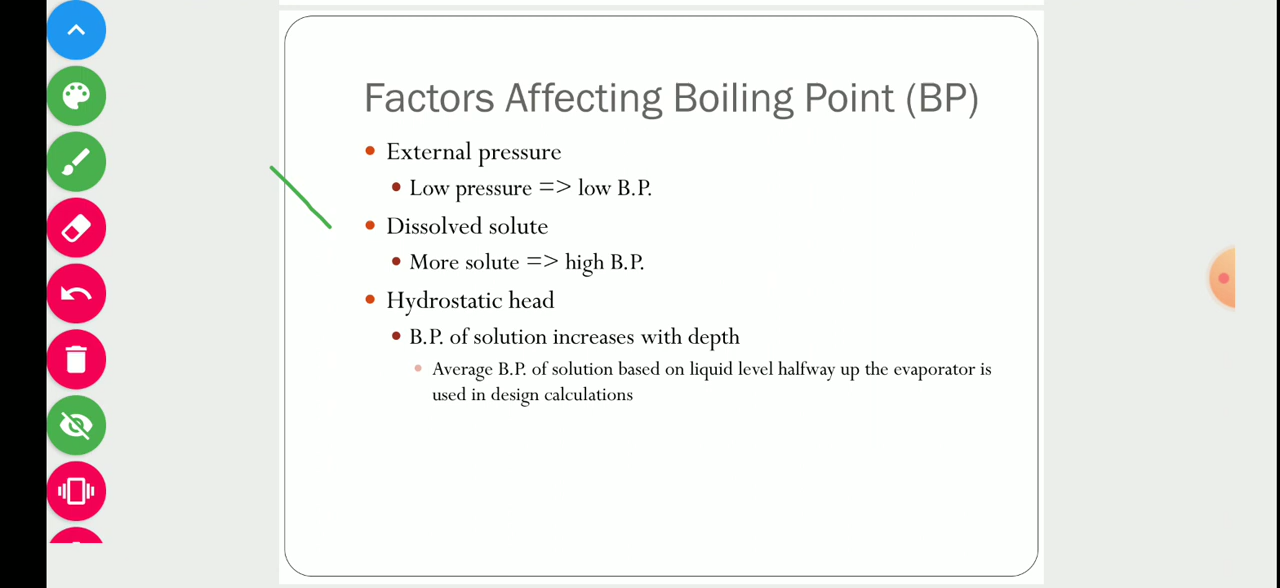 Factors Affecting Boiling Point (BP)
External pressure
Low pressure => low B.P.
Dissolved solute
More solute => high B.P.
Hydrostatic head
B.P. of solution increases with depth
Average B.P. of solution based on liquid level halfway up the evaporator is
used in design calculations